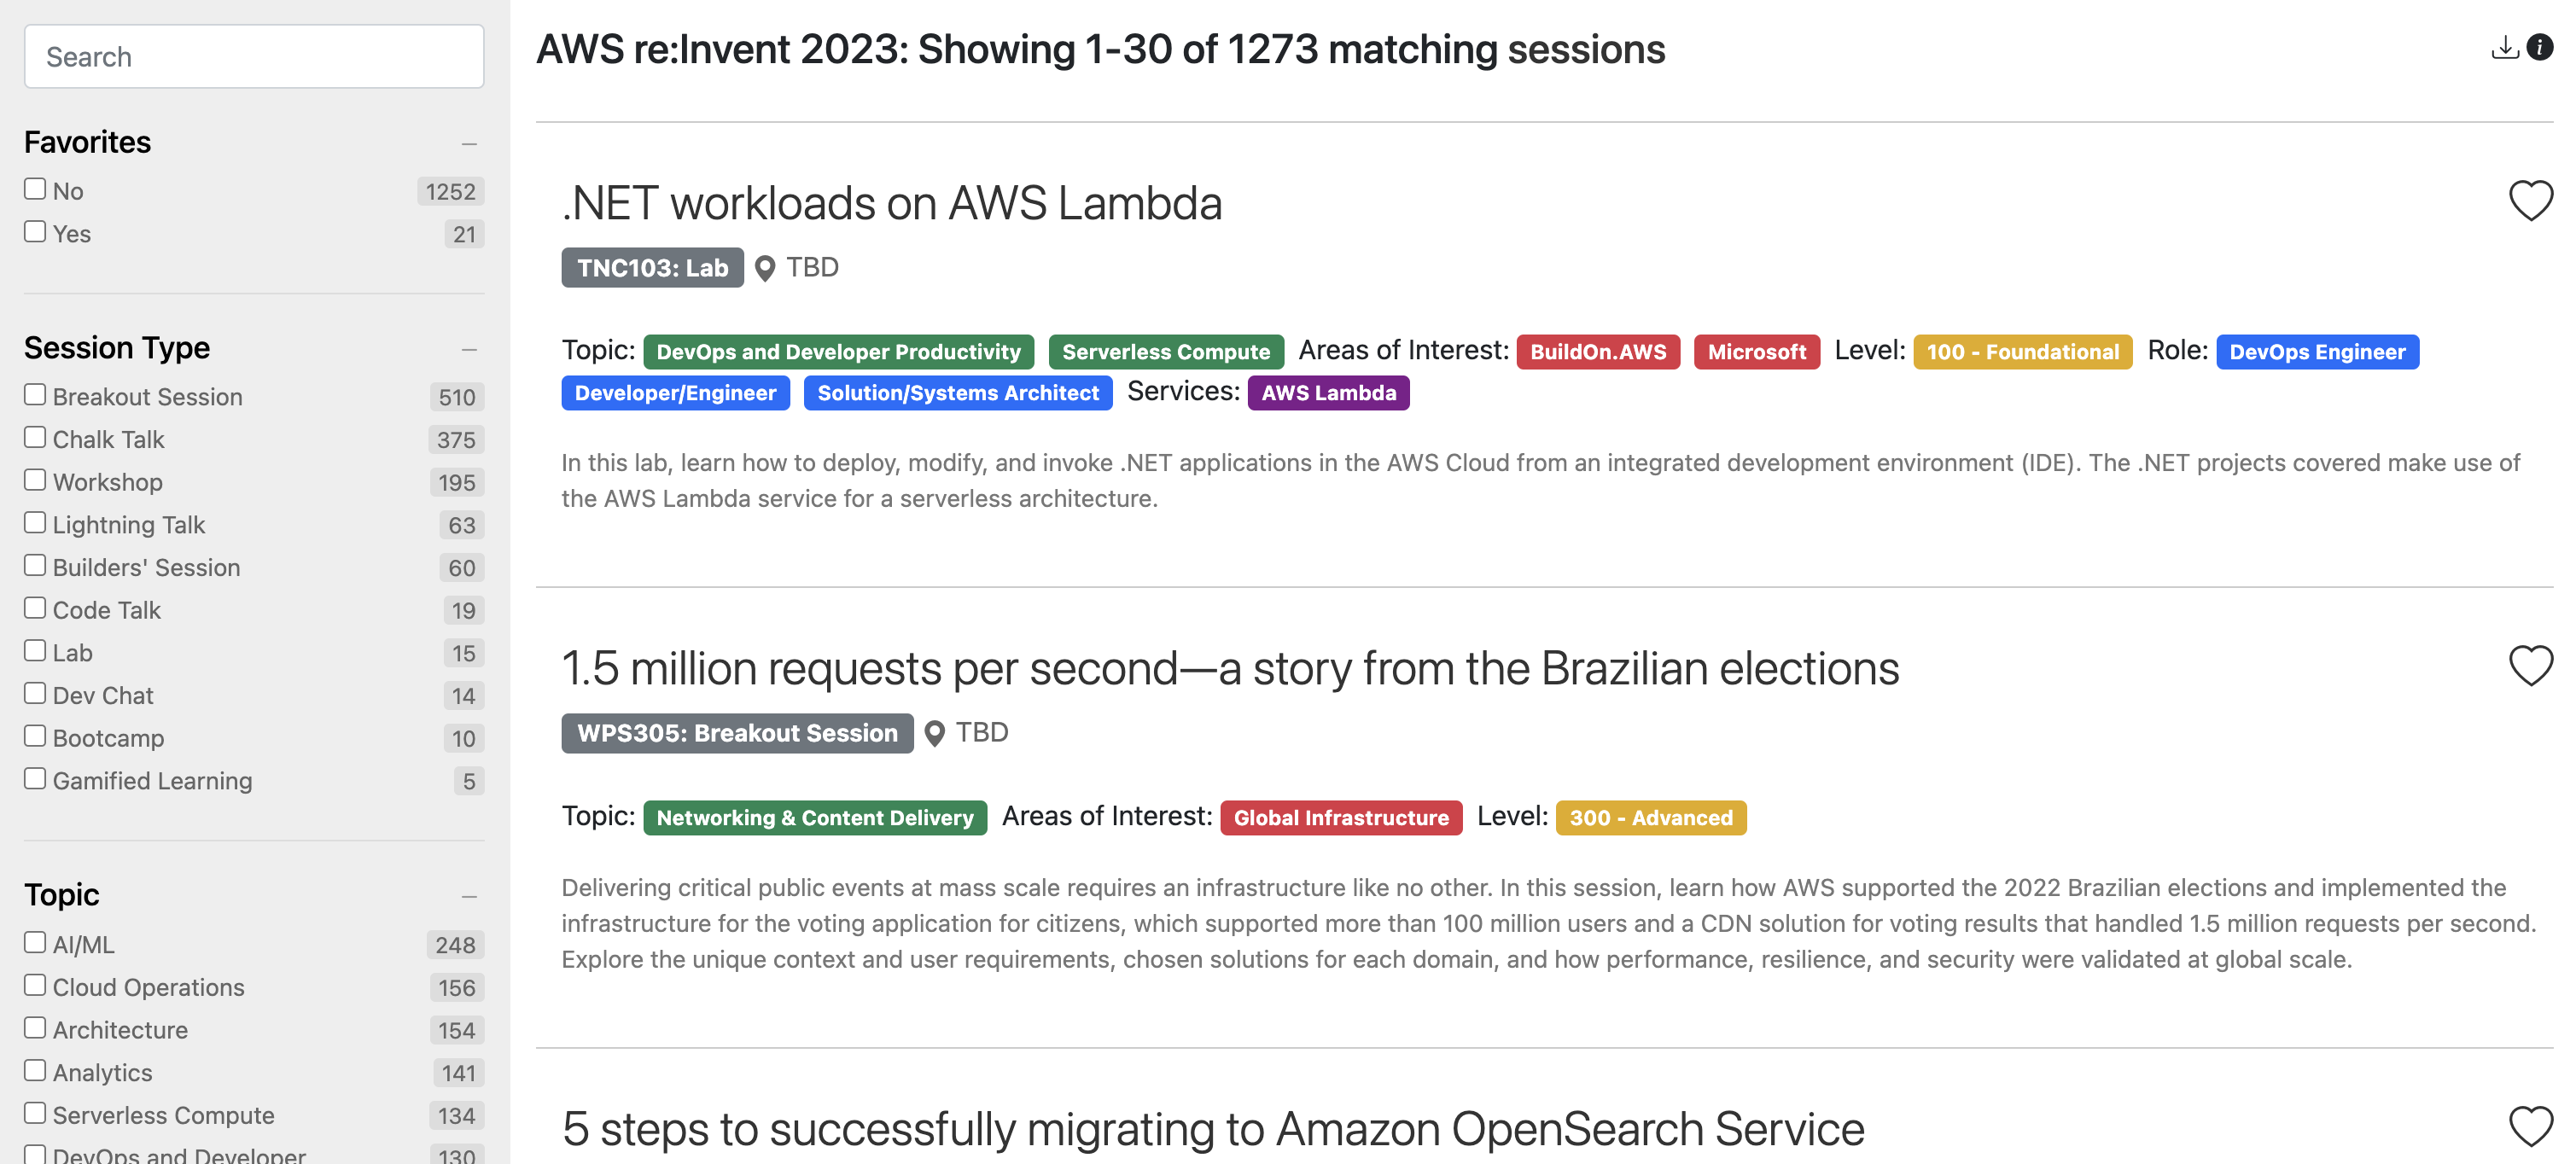 Search
Favorites
No 1252
Yes 21
Session Type
Breakout Session 510
Chalk Talk 375
Workshop 195
Lightning Talk 63
Builders' Session 60
Code Talk 19
Lab 15
Dev Chat 14
Bootcamp 10
Gamified Learning 5
Topic
AI/ML 248
Cloud Operations 156
Architecture 154
Analytics 141
Serverless Compute 134
DevOps and Developer 130
AWS re:Invent 2023: Showing 1-30 of 1273 matching sessions
.NET workloads on AWS Lambda
TNC103: Lab TBD
Topic: DevOps and Developer Productivity Serverless Compute Areas of Interest: BuildOn.AWS Microsoft Level: 100 - Foundational Role: DevOps Engineer
Developer/Engineer Solution/Systems Architect Services: AWS Lambda
In this lab, learn how to deploy, modify, and invoke .NET applications in the AWS Cloud from an integrated development environment (IDE). The .NET projects covered make use of
the AWS Lambda service for a serverless architecture.
1.5 million requests per second—a story from the Brazilian elections
WPS305: Breakout Session TBD
Topic: Networking & Content Delivery Areas of Interest: Global Infrastructure Level: 300 - Advanced
Delivering critical public events at mass scale requires an infrastructure like no other. In this session, learn how AWS supported the 2022 Brazilian elections and implemented the
infrastructure for the voting application for citizens, which supported more than 100 million users and a CDN solution for voting results that handled 1.5 million requests per second.
Explore the unique context and user requirements, chosen solutions for each domain, and how performance, resilience, and security were validated at global scale.
5 steps to successfully migrating to Amazon OpenSearch Service